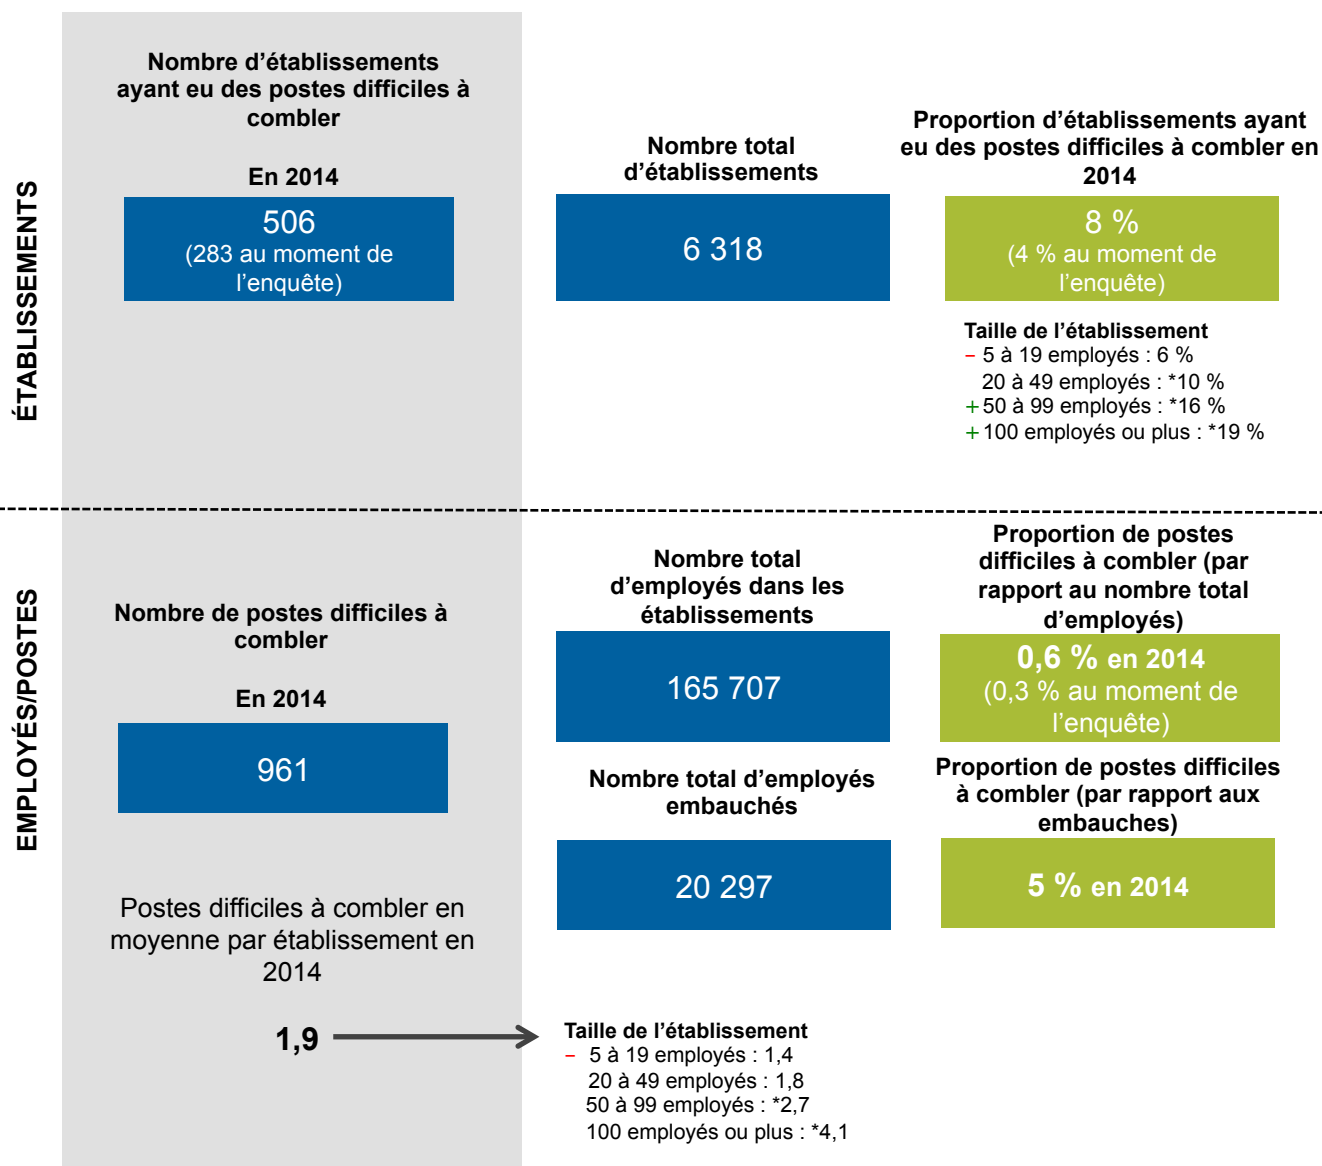 ÉTABLISSEMENTS
Nombre d’établissements
ayant eu des postes difficiles à
combler
En 2014
506
(283 au moment de
l’enquête)
Nombre total
d’établissements
6 318
Proportion d’établissements ayant
eu des postes difficiles à combler en
2014
8 %
(4 % au moment de
l’enquête)
Taille de l’établissement
– 5 à 19 employés : 6 %
20 à 49 employés : *10 %
+ 50 à 99 employés : *16 %
+ 100 employés ou plus : *19 %
EMPLOYÉS/POSTES
Nombre de postes difficiles à
combler
En 2014
961
Nombre total
d’employés dans les
établissements
165 707
Proportion de postes
difficiles à combler (par
rapport au nombre total
d’employés)
0,6 % en 2014
(0,3 % au moment de
l’enquête)
Nombre total d’employés
embauchés
20 297
Proportion de postes difficiles
à combler (par rapport aux
embauches)
5 % en 2014
Postes difficiles à combler en
moyenne par établissement en
2014
1,9
Taille de l’établissement
– 5 à 19 employés : 1,4
20 à 49 employés : 1,8
50 à 99 employés : *2,7
100 employés ou plus : *4,1